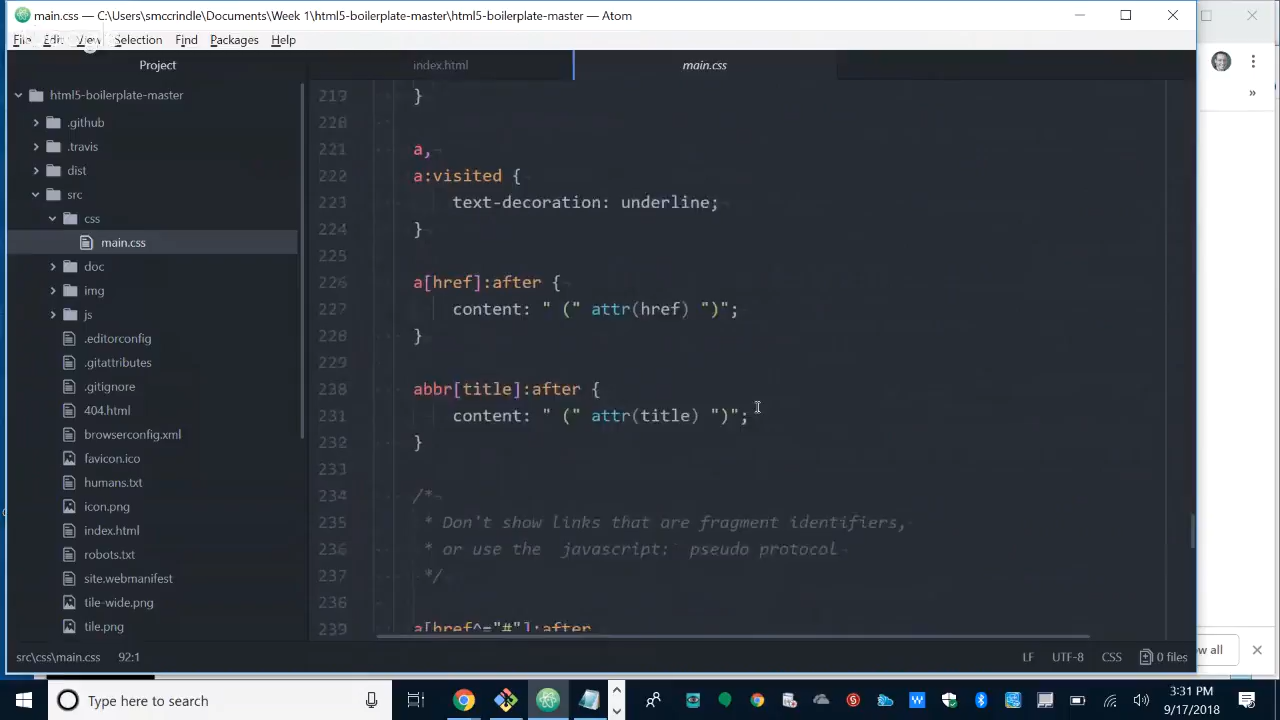 main.css — C:\Users\smccrindle\Documents\Week 1\html5-boilerplate-master\html5-boilerplate-master — Atom
File Edit View Selection Find Packages Help
Project
index.html
main.css
html5-boilerplate-master
.github
.travis
dist
src
css
main.css
doc
img
js
.editorconfig
.gitattributes
.gitignore
404.html
browserconfig.xml
favicon.ico
humans.txt
icon.png
index.html
robots.txt
site.webmanifest
tile-wide.png
tile.png
219 }
220
221 a,
222 a:visited {
223 text-decoration: underline;
224 }
225
226 a[href]:after {
227 content: " (" attr(href) ")";
228 }
229
230 abbr[title]:after {
231 content: " (" attr(title) ")";
232 }
233
234 /*
235 * Don't show links that are fragment identifiers,
236 * or use the javascript: pseudo protocol
237 */
238
239 a[href^="#"]:after
src\css\main.css 92:1
LF UTF-8 CSS 0 files
ow all
Type here to search
3:31 PM
9/17/2018